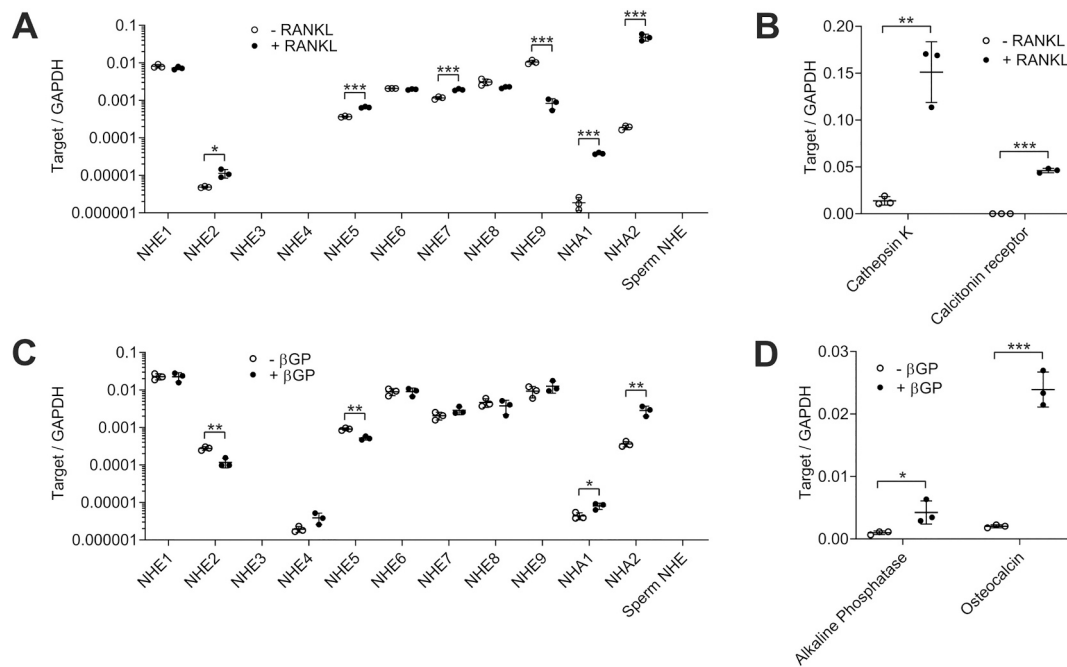 A
Target / GAPDH
0.1
0.01
0.001
0.0001
0.00001
0.000001
- RANKL
+ RANKL
*
***
***
***
***
***
NHE1
NHE2
NHE3
NHE4
NHE5
NHE6
NHE7
NHE8
NHE9
NHA1
NHA2
Sperm NHE
B
Target / GAPDH
0.20
0.15
0.10
0.05
0.00
- RANKL
+ RANKL
**
***
Cathepsin K
Calcitonin receptor
C
Target / GAPDH
0.1
0.01
0.001
0.0001
0.00001
0.000001
- βGP
+ βGP
**
**
*
**
NHE1
NHE2
NHE3
NHE4
NHE5
NHE6
NHE7
NHE8
NHE9
NHA1
NHA2
Sperm NHE
D
Target / GAPDH
0.03
0.02
0.01
0.00
- βGP
+ βGP
*
***
Alkaline Phosphatase
Osteocalcin